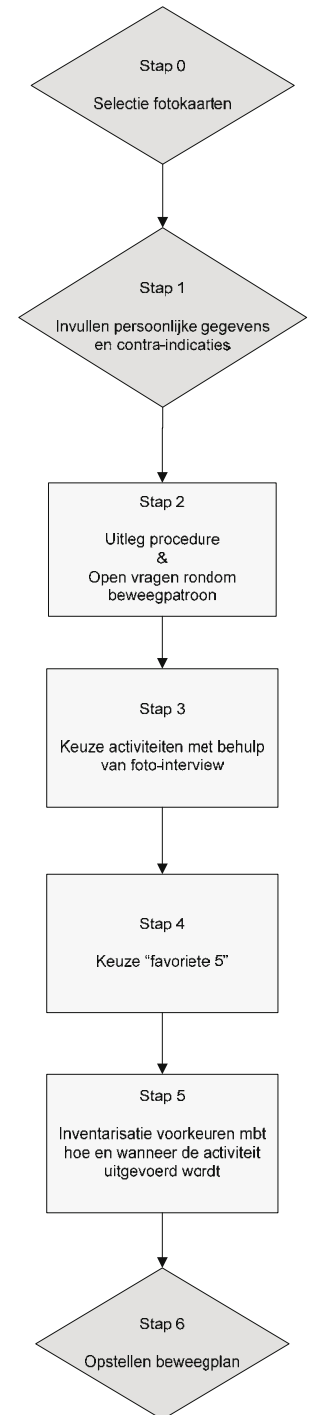 Stap 0
Selectie fotokaarten
Stap 1
Invullen persoonlijke gegevens
en contra-indicaties
Stap 2
Uitleg procedure
&
Open vragen rondom
beweegpatroon
Stap 3
Keuze activiteiten met behulp
van foto-interview
Stap 4
Keuze “favoriete 5”
Stap 5
Inventarisatie voorkeuren mbt
hoe en wanneer de activiteit
uitgevoerd wordt
Stap 6
Opstellen beweegplan